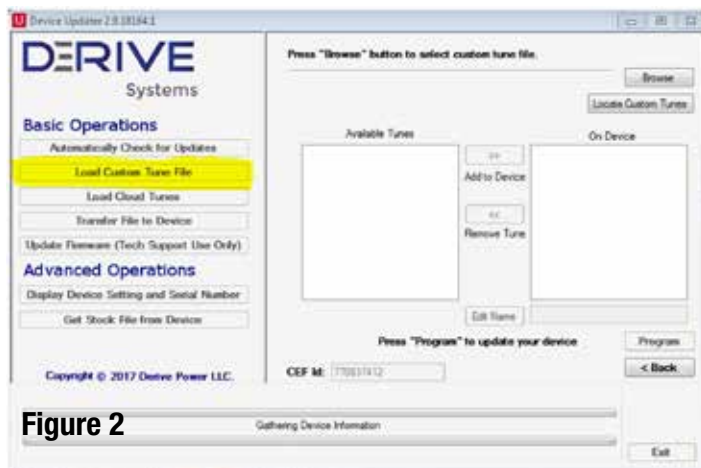 Device Updater 2.8.18184.1
DERIVE
Systems
Basic Operations
Automatically Check for Updates
Load Custom Tune File
Load Cloud Tunes
Transfer File to Device
Update Firmware (Tech Support Use Only)
Advanced Operations
Display Device Setting and Serial Number
Get Stock File from Device
Copyright © 2017 Derive Power LLC.
Press "Browse" button to select custom tune file.
Browse
Locate Custom Tunes
Available Tunes
On Device
>>
Add to Device
<<
Remove Tune
Edit Name
Press "Program" to update your device
Program
CEF Id:
< Back
Figure 2
Gathering Device Information
Exit